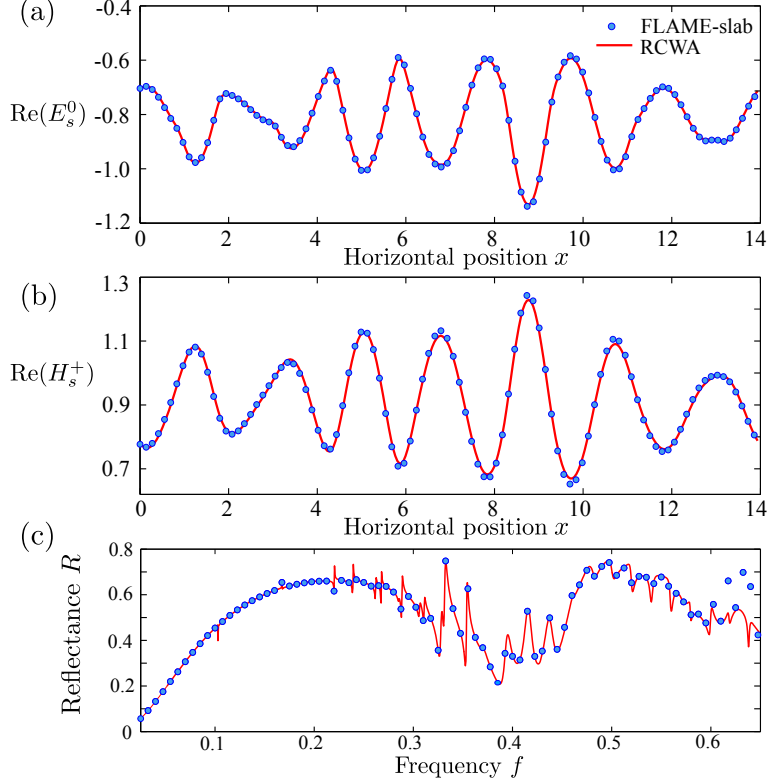 (a)
-0.4
-0.6
-0.8
-1.0
-1.2
Re(E_s^0)
FLAME-slab
RCWA
0 2 4 6 8 10 12 14
Horizontal position x
(b)
1.3
1.1
0.9
0.7
Re(H_s^+)
0 2 4 6 8 10 12 14
Horizontal position x
(c)
0.8
0.6
0.4
0.2
0
Reflectance R
0.1 0.2 0.3 0.4 0.5 0.6
Frequency f